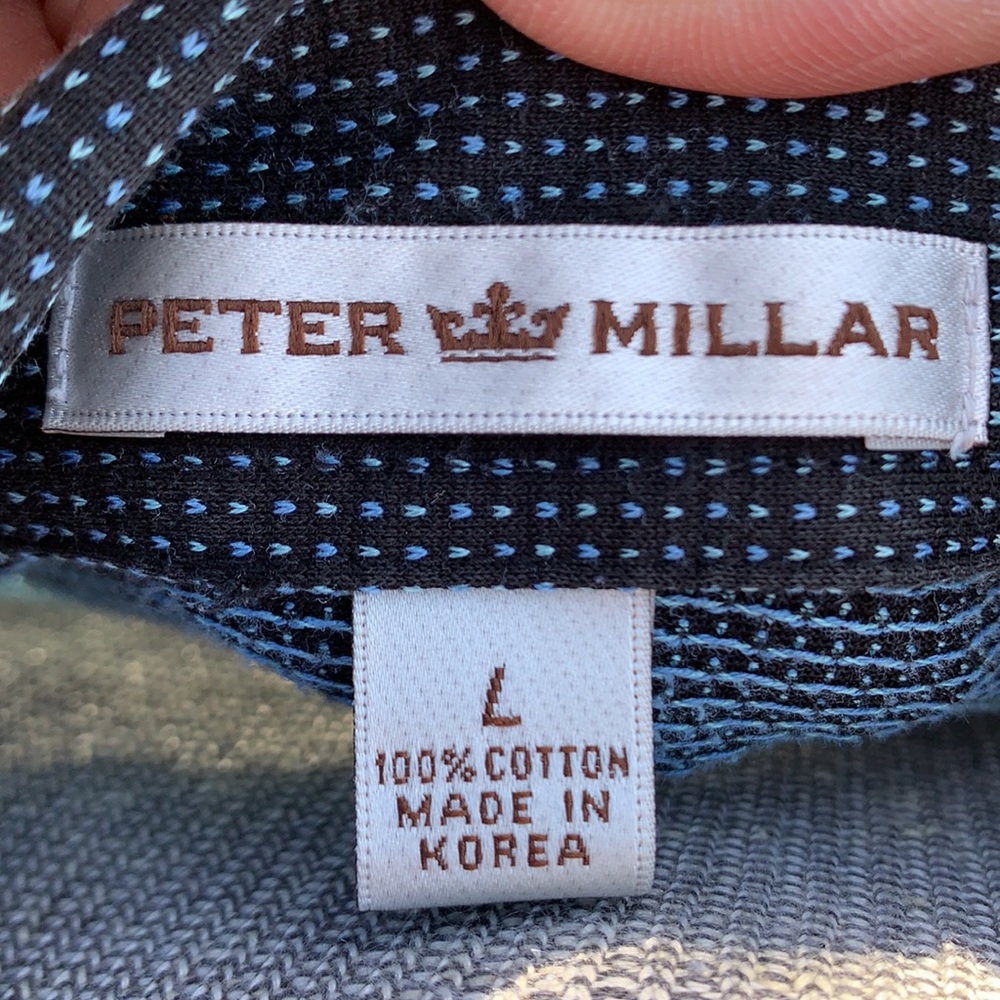 PETER MILLAR
L
100% COTTON
MADE IN
KOREA